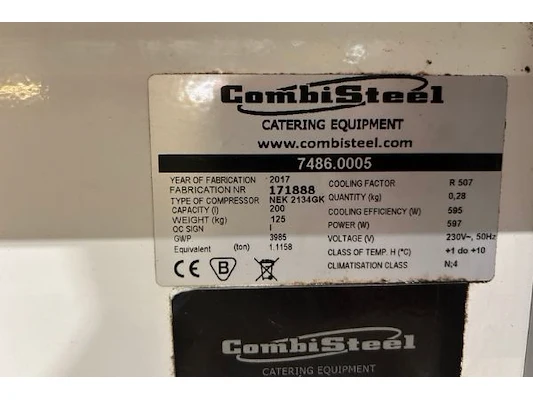 CombiSteel
CATERING EQUIPMENT
www.combisteel.com
7486.0005
YEAR OF FABRICATION 2017
FABRICATION NR 171888
TYPE OF COMPRESSOR NEK 2134GK
CAPACITY (l) 200
WEIGHT (kg) 125
QC SIGN I
GWP 3985
Equivalent (ton) 1.1158
COOLING FACTOR R 507
QUANTITY (kg) 0,28
COOLING EFFICIENCY (W) 595
POWER (W) 597
VOLTAGE (V) 230V~, 50Hz
CLASS OF TEMP. H (°C) +1 do +10
CLIMATISATION CLASS N;4
CE B
CombiSteel
CATERING EQUIPMENT